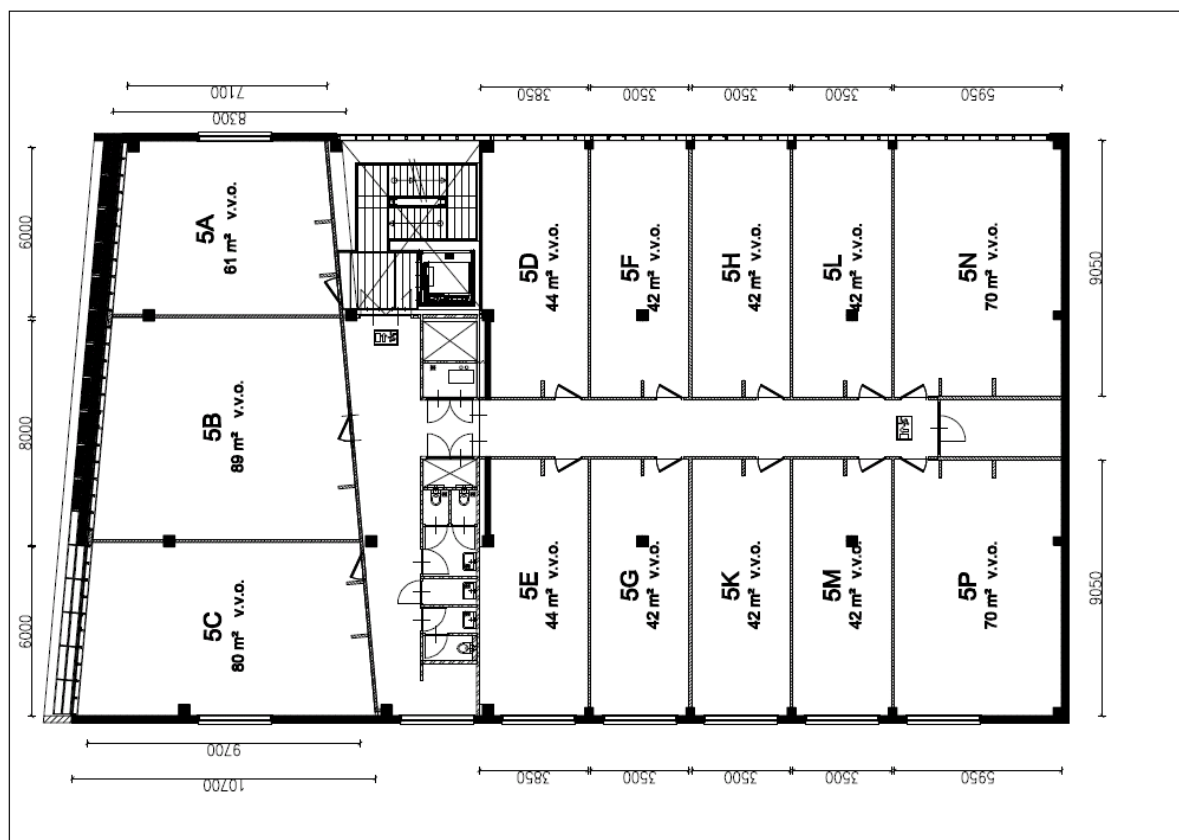 7100
8300
3850
3500
3500
3500
5950
6000
8000
6000
9050
9050
5A
61 m² v.v.o.
5B
89 m² v.v.o.
5C
80 m² v.v.o.
5D
44 m² v.v.o.
5F
42 m² v.v.o.
5H
42 m² v.v.o.
5L
42 m² v.v.o.
5N
70 m² v.v.o.
5E
44 m² v.v.o.
5G
42 m² v.v.o.
5K
42 m² v.v.o.
5M
42 m² v.v.o.
5P
70 m² v.v.o.
9700
10700
3850
3500
3500
3500
5950